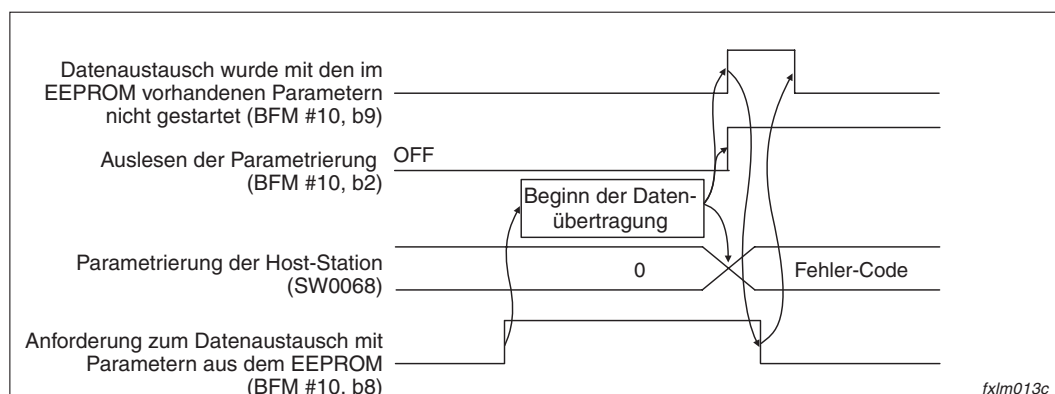 Datenaustausch wurde mit den im
EEPROM vorhandenen Parametern
nicht gestartet (BFM #10, b9)
Auslesen der Parametrierung
(BFM #10, b2)
OFF
Beginn der Daten-
übertragung
Parametrierung der Host-Station
(SW0068)
0
Fehler-Code
Anforderung zum Datenaustausch mit
Parametern aus dem EEPROM
(BFM #10, b8)
fxlm013c